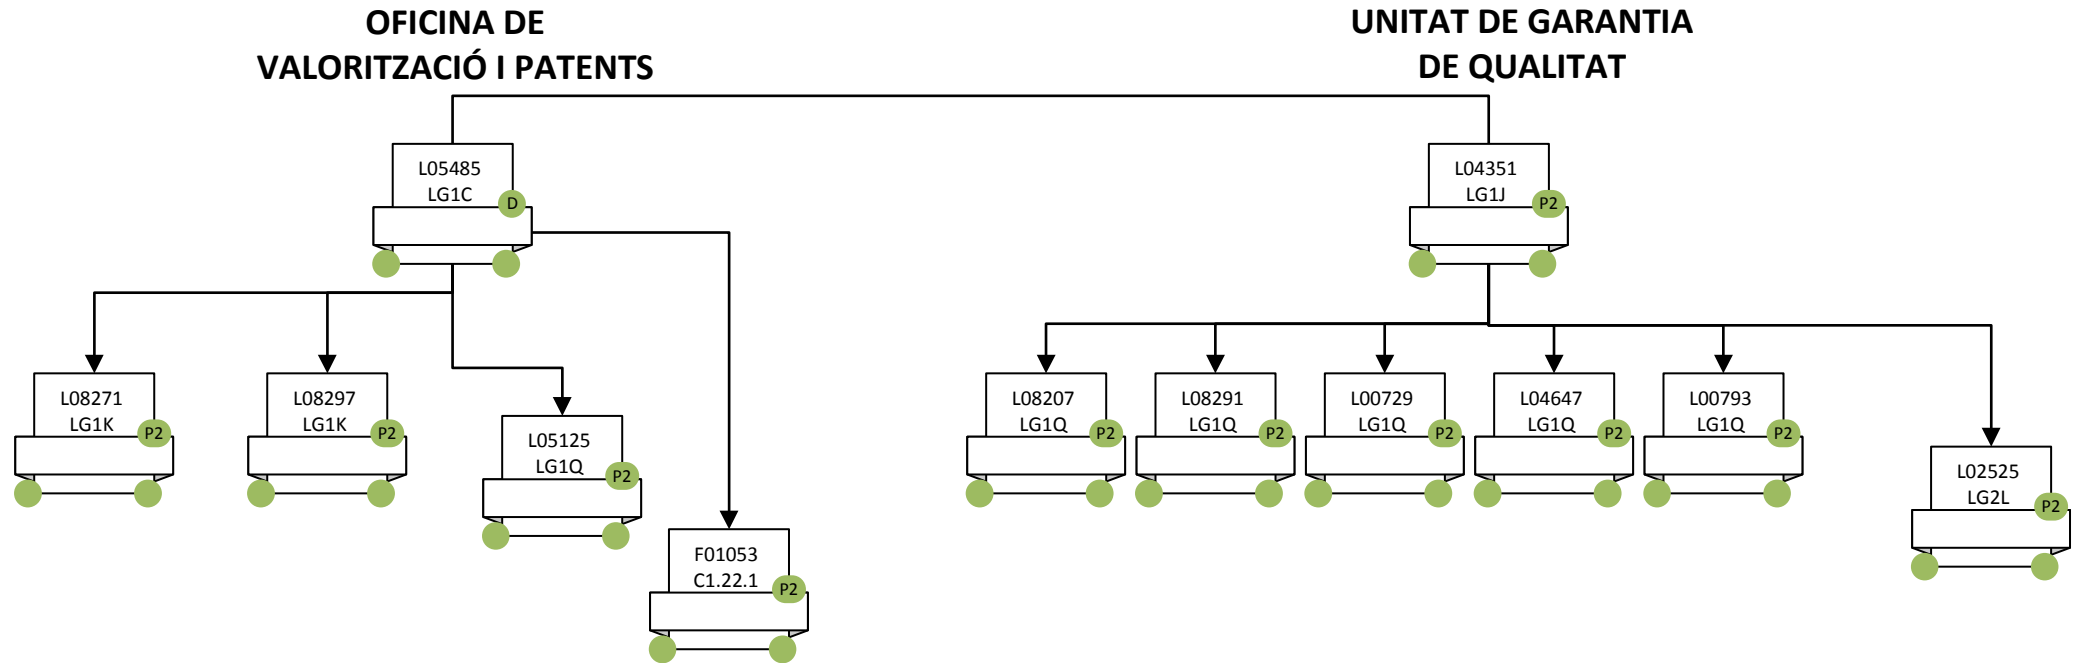 OFICINA DE
VALORITZACIÓ I PATENTS
UNITAT DE GARANTIA
DE QUALITAT
L05485
LG1C
D
L04351
LG1J
P2
L08271
LG1K
P2
L08297
LG1K
P2
L05125
LG1Q
P2
F01053
C1.22.1
P2
L08207
LG1Q
P2
L08291
LG1Q
P2
L00729
LG1Q
P2
L04647
LG1Q
P2
L00793
LG1Q
P2
L02525
LG2L
P2